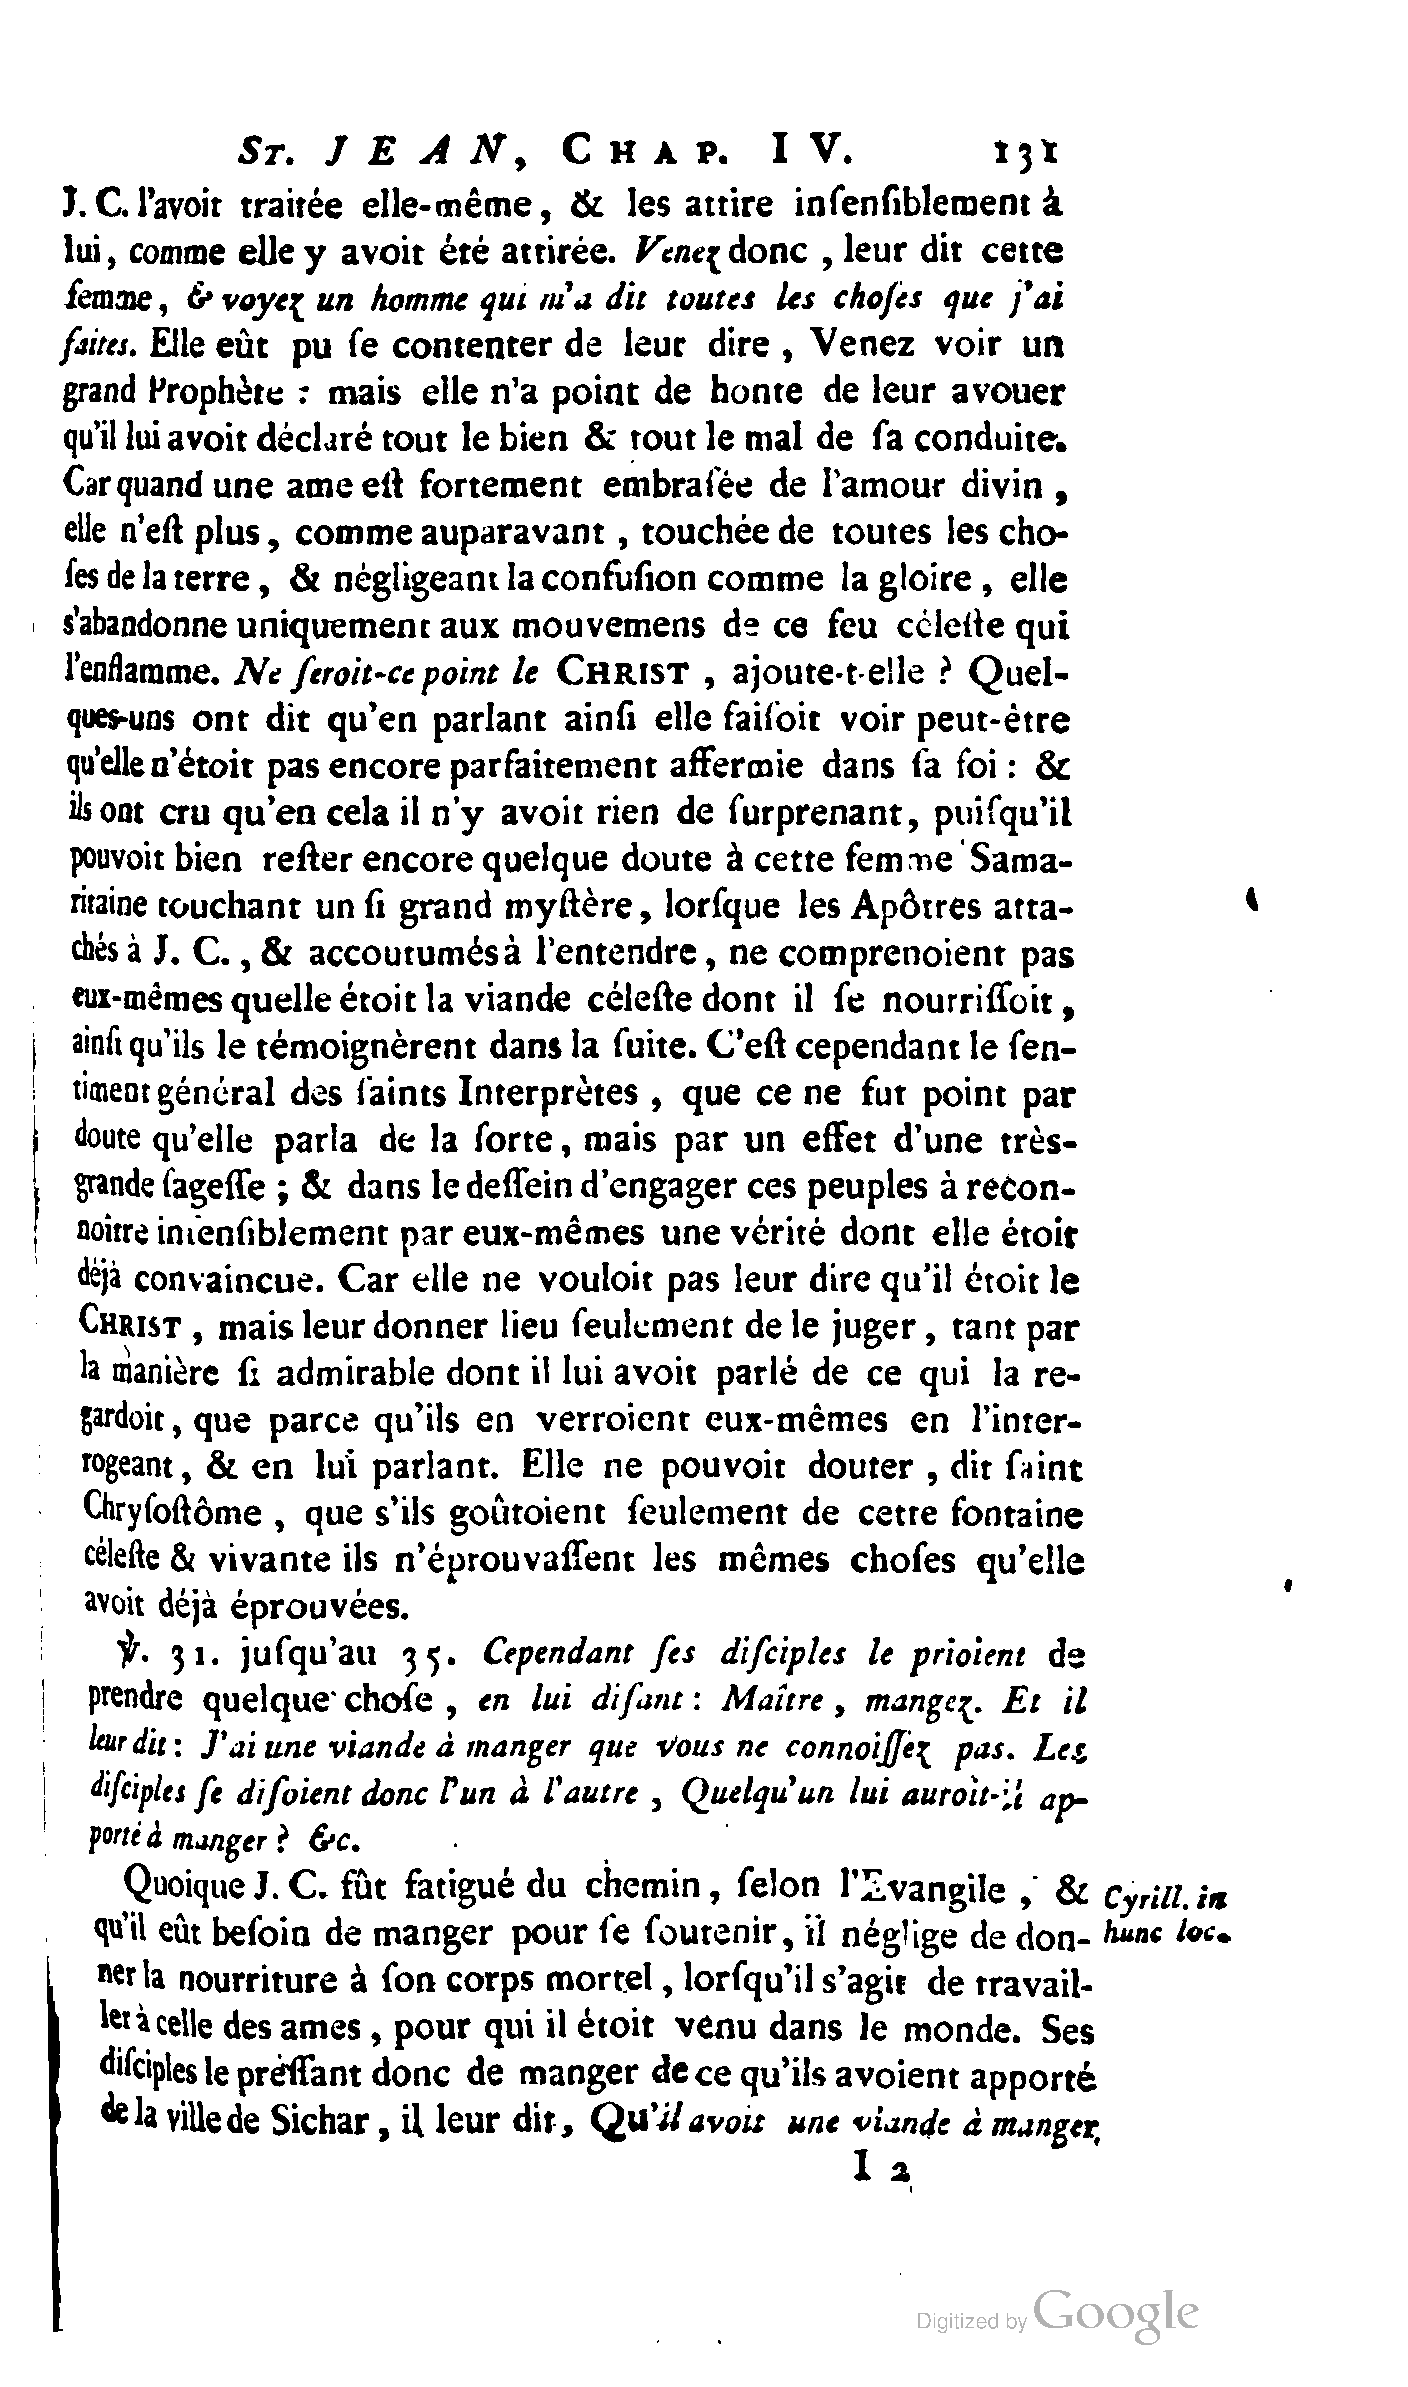 ST. JEAN, CHAP. IV. 131
J. C. l'avoit traitée elle-même, & les attire inſenſiblement à
lui, comme elle y avoit été attirée. Venez donc, leur dit cette
femme, & voyez un homme qui m'a dit toutes les choſes que j'ai
faites. Elle eût pu ſe contenter de leur dire, Venez voir un
grand Prophète : mais elle n'a point de honte de leur avouer
qu'il lui avoit déclaré tout le bien & tout le mal de ſa conduite.
Car quand une ame eſt fortement embraſée de l'amour divin,
elle n'eſt plus, comme auparavant, touchée de toutes les cho-
ſes de la terre, & négligeant la confuſion comme la gloire, elle
s'abandonne uniquement aux mouvemens de ce feu céleſte qui
l'enflamme. Ne ſeroit-ce point le CHRIST, ajoute-t-elle ? Quel-
ques-uns ont dit qu'en parlant ainſi elle faiſoit voir peut-être
qu'elle n'étoit pas encore parfaitement affermie dans ſa foi : &
ils ont cru qu'en cela il n'y avoit rien de ſurprenant, puiſqu'il
pouvoit bien reſter encore quelque doute à cette femme Sama-
ritaine touchant un ſi grand myſtère, lorſque les Apôtres atta-
chés à J. C., & accoutumés à l'entendre, ne comprenoient pas
eux-mêmes quelle étoit la viande céleſte dont il ſe nourriſſoit,
ainſi qu'ils le témoignèrent dans la ſuite. C'eſt cependant le ſen-
timent général des ſaints Interprètes, que ce ne fut point par
doute qu'elle parla de la ſorte, mais par un effet d'une très-
grande ſageſſe ; & dans le deſſein d'engager ces peuples à recon-
noître inſenſiblement par eux-mêmes une vérité dont elle étoit
déjà convaincue. Car elle ne vouloit pas leur dire qu'il étoit le
CHRIST, mais leur donner lieu ſeulement de le juger, tant par
la manière ſi admirable dont il lui avoit parlé de ce qui la re-
gardoit, que parce qu'ils en verroient eux-mêmes en l'inter-
rogeant, & en lui parlant. Elle ne pouvoit douter, dit ſaint
Chryſoſtôme, que s'ils goûtoient ſeulement de cette fontaine
céleſte & vivante ils n'éprouvaſſent les mêmes choſes qu'elle
avoit déjà éprouvées.
℣. 31. juſqu'au 35. Cependant ſes diſciples le prioient de
prendre quelque choſe, en lui diſant : Maître, mangez. Et il
leur dit : J'ai une viande à manger que vous ne connoiſſez pas. Les
diſciples ſe diſoient donc l'un à l'autre, Quelqu'un lui auroit-il ap-
porté à manger ? &c.
Quoique J. C. fût fatigué du chemin, ſelon l'Evangile, &
qu'il eût beſoin de manger pour ſe ſoutenir, il néglige de don-
ner la nourriture à ſon corps mortel, lorſqu'il s'agit de travail-
ler à celle des ames, pour qui il étoit venu dans le monde. Ses
diſciples le preſſant donc de manger de ce qu'ils avoient apporté
de la ville de Sichar, il leur dit, Qu'il avoit une viande à manger,
Cyrill. in
hunc loc.
I 2
Digitized by Google